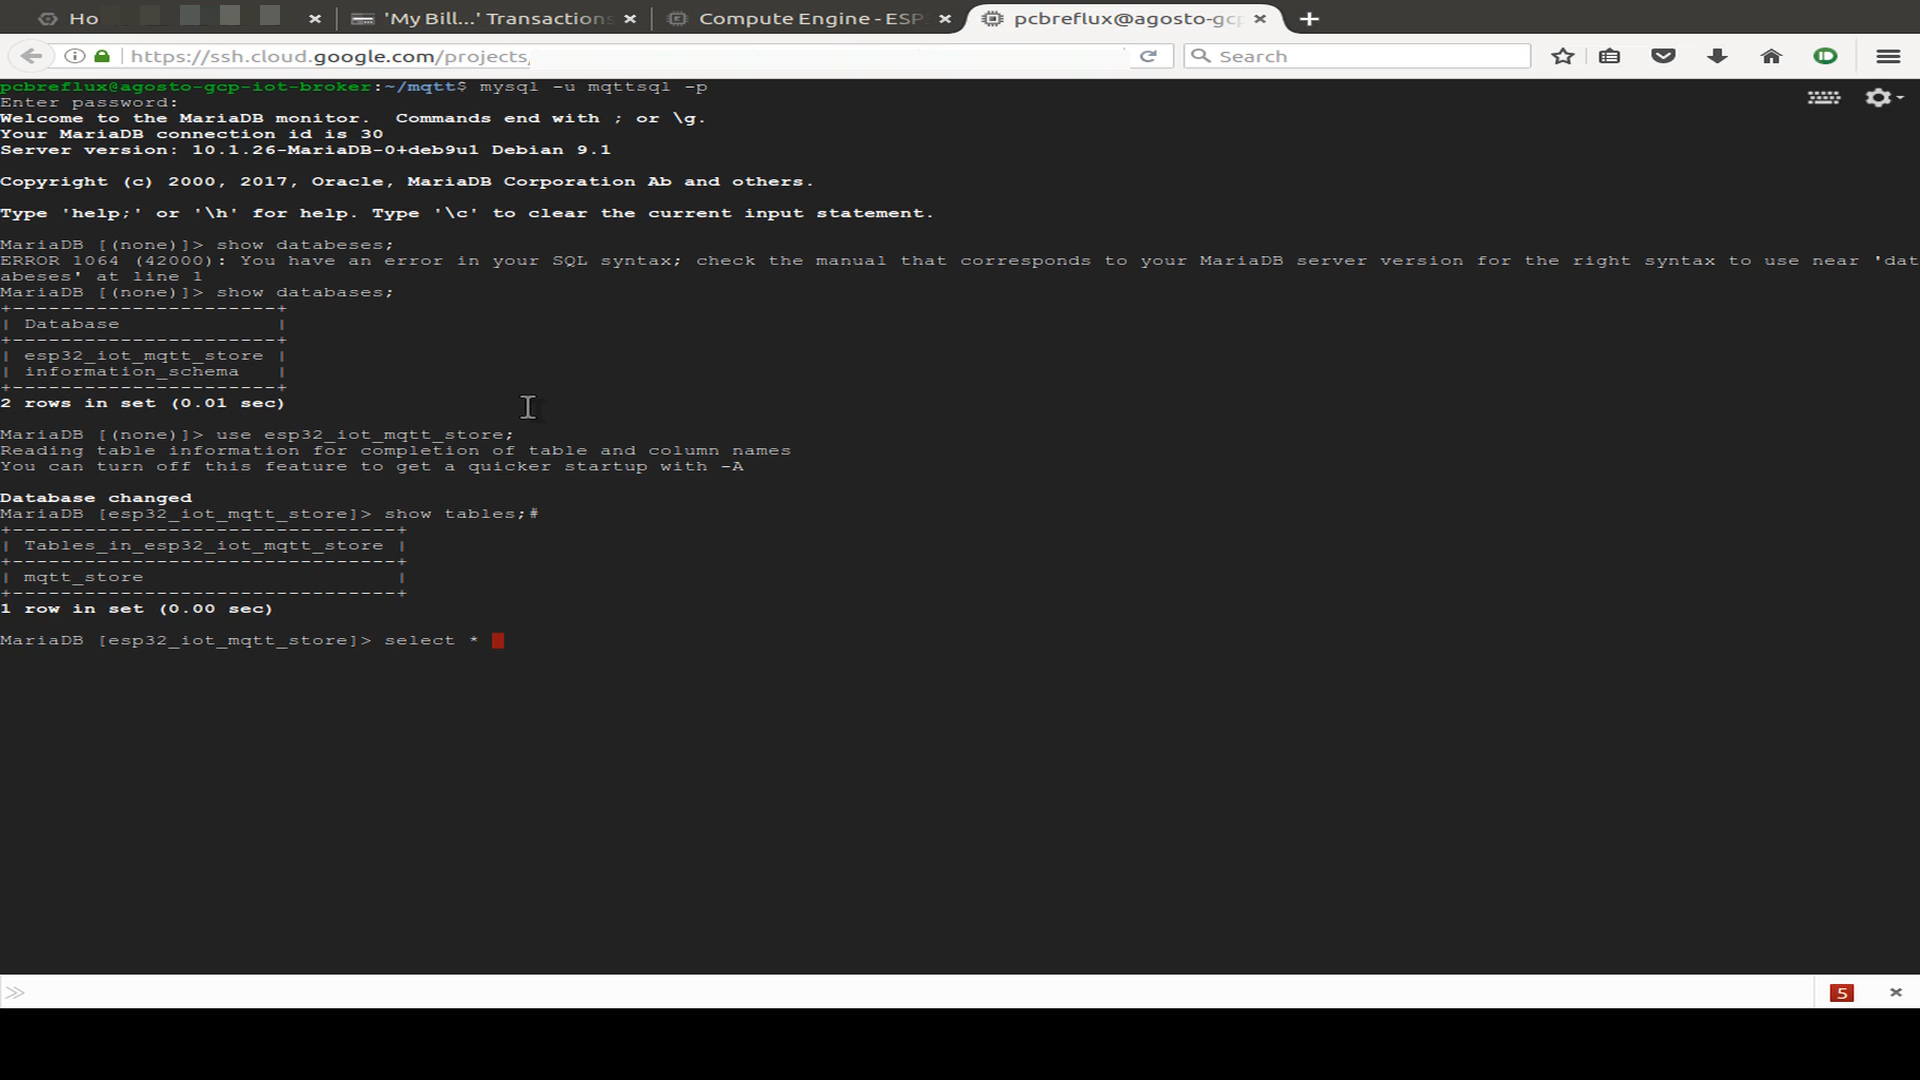 Ho
'My Bill...' Transactions
Compute Engine - ESP
pcbreflux@agosto-gcp
https://ssh.cloud.google.com/projects/
Search
pcbreflux@agosto-gcp-iot-broker:~/mqtt$ mysql -u mqttsql -p
Enter password:
Welcome to the MariaDB monitor.  Commands end with ; or \g.
Your MariaDB connection id is 30
Server version: 10.1.26-MariaDB-0+deb9u1 Debian 9.1
Copyright (c) 2000, 2017, Oracle, MariaDB Corporation Ab and others.
Type 'help;' or '\h' for help. Type '\c' to clear the current input statement.
MariaDB [(none)]> show databeses;
ERROR 1064 (42000): You have an error in your SQL syntax; check the manual that corresponds to your MariaDB server version for the right syntax to use near 'dat
abeses' at line 1
MariaDB [(none)]> show databases;
+----------------------+
| Database             |
+----------------------+
| esp32_iot_mqtt_store |
| information_schema   |
+----------------------+
2 rows in set (0.01 sec)
MariaDB [(none)]> use esp32_iot_mqtt_store;
Reading table information for completion of table and column names
You can turn off this feature to get a quicker startup with -A
Database changed
MariaDB [esp32_iot_mqtt_store]> show tables;#
+--------------------------------+
| Tables_in_esp32_iot_mqtt_store |
+--------------------------------+
| mqtt_store                     |
+--------------------------------+
1 row in set (0.00 sec)
MariaDB [esp32_iot_mqtt_store]> select *
5